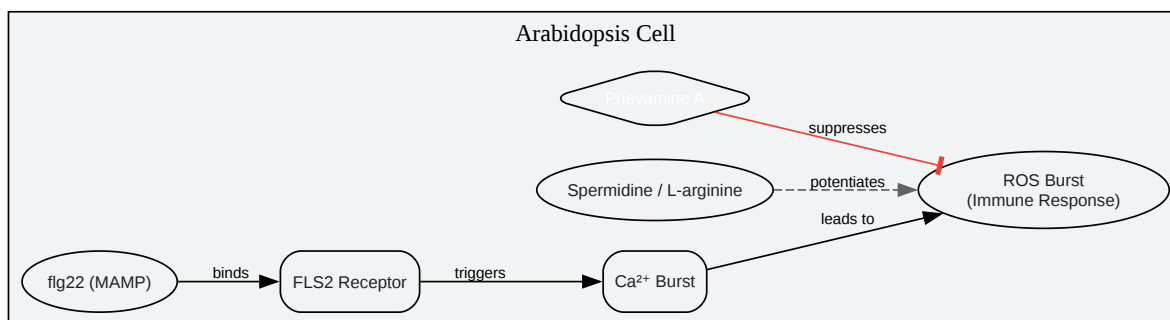 Arabidopsis Cell
Phevamine A
suppresses
Spermidine / L-arginine
potentiates
ROS Burst
(Immune Response)
leads to
flg22 (MAMP)
binds
FLS2 Receptor
triggers
Ca²⁺ Burst